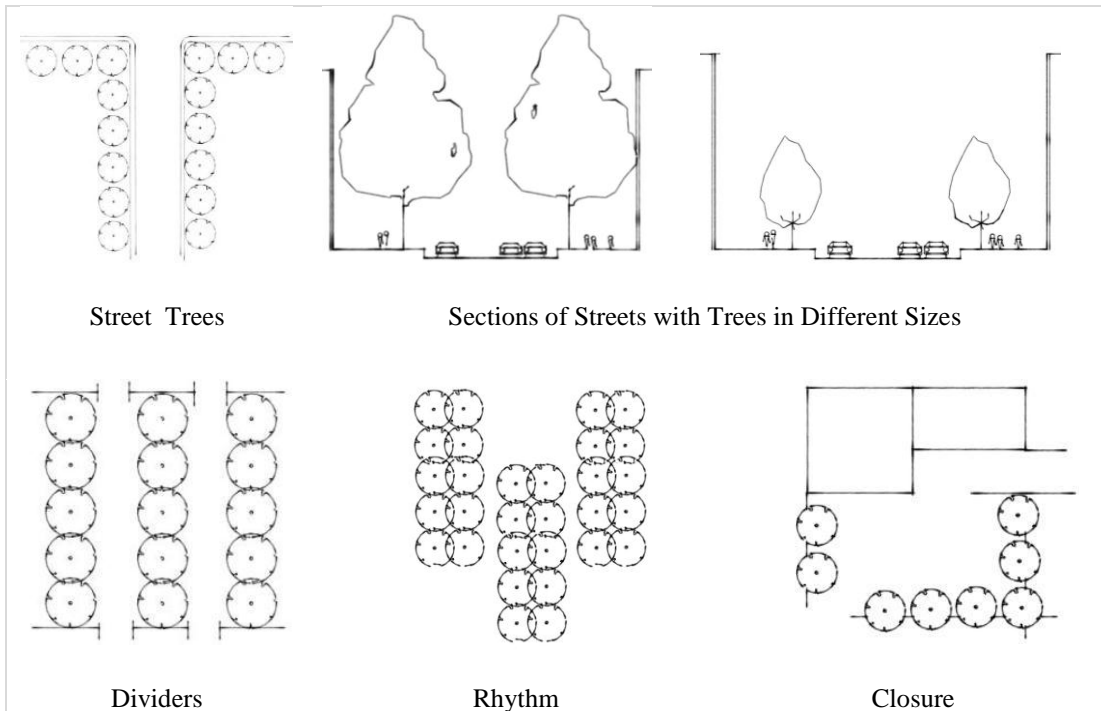 Street Trees
Sections of Streets with Trees in Different Sizes
Dividers
Rhythm
Closure